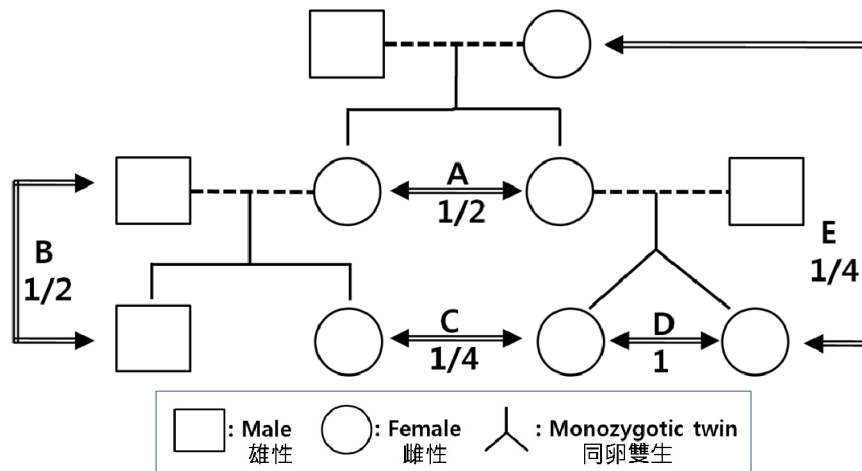 A
1/2
B
1/2
E
1/4
C
1/4
D
1
: Male
雄性
: Female
雌性
: Monozygotic twin
同卵雙生